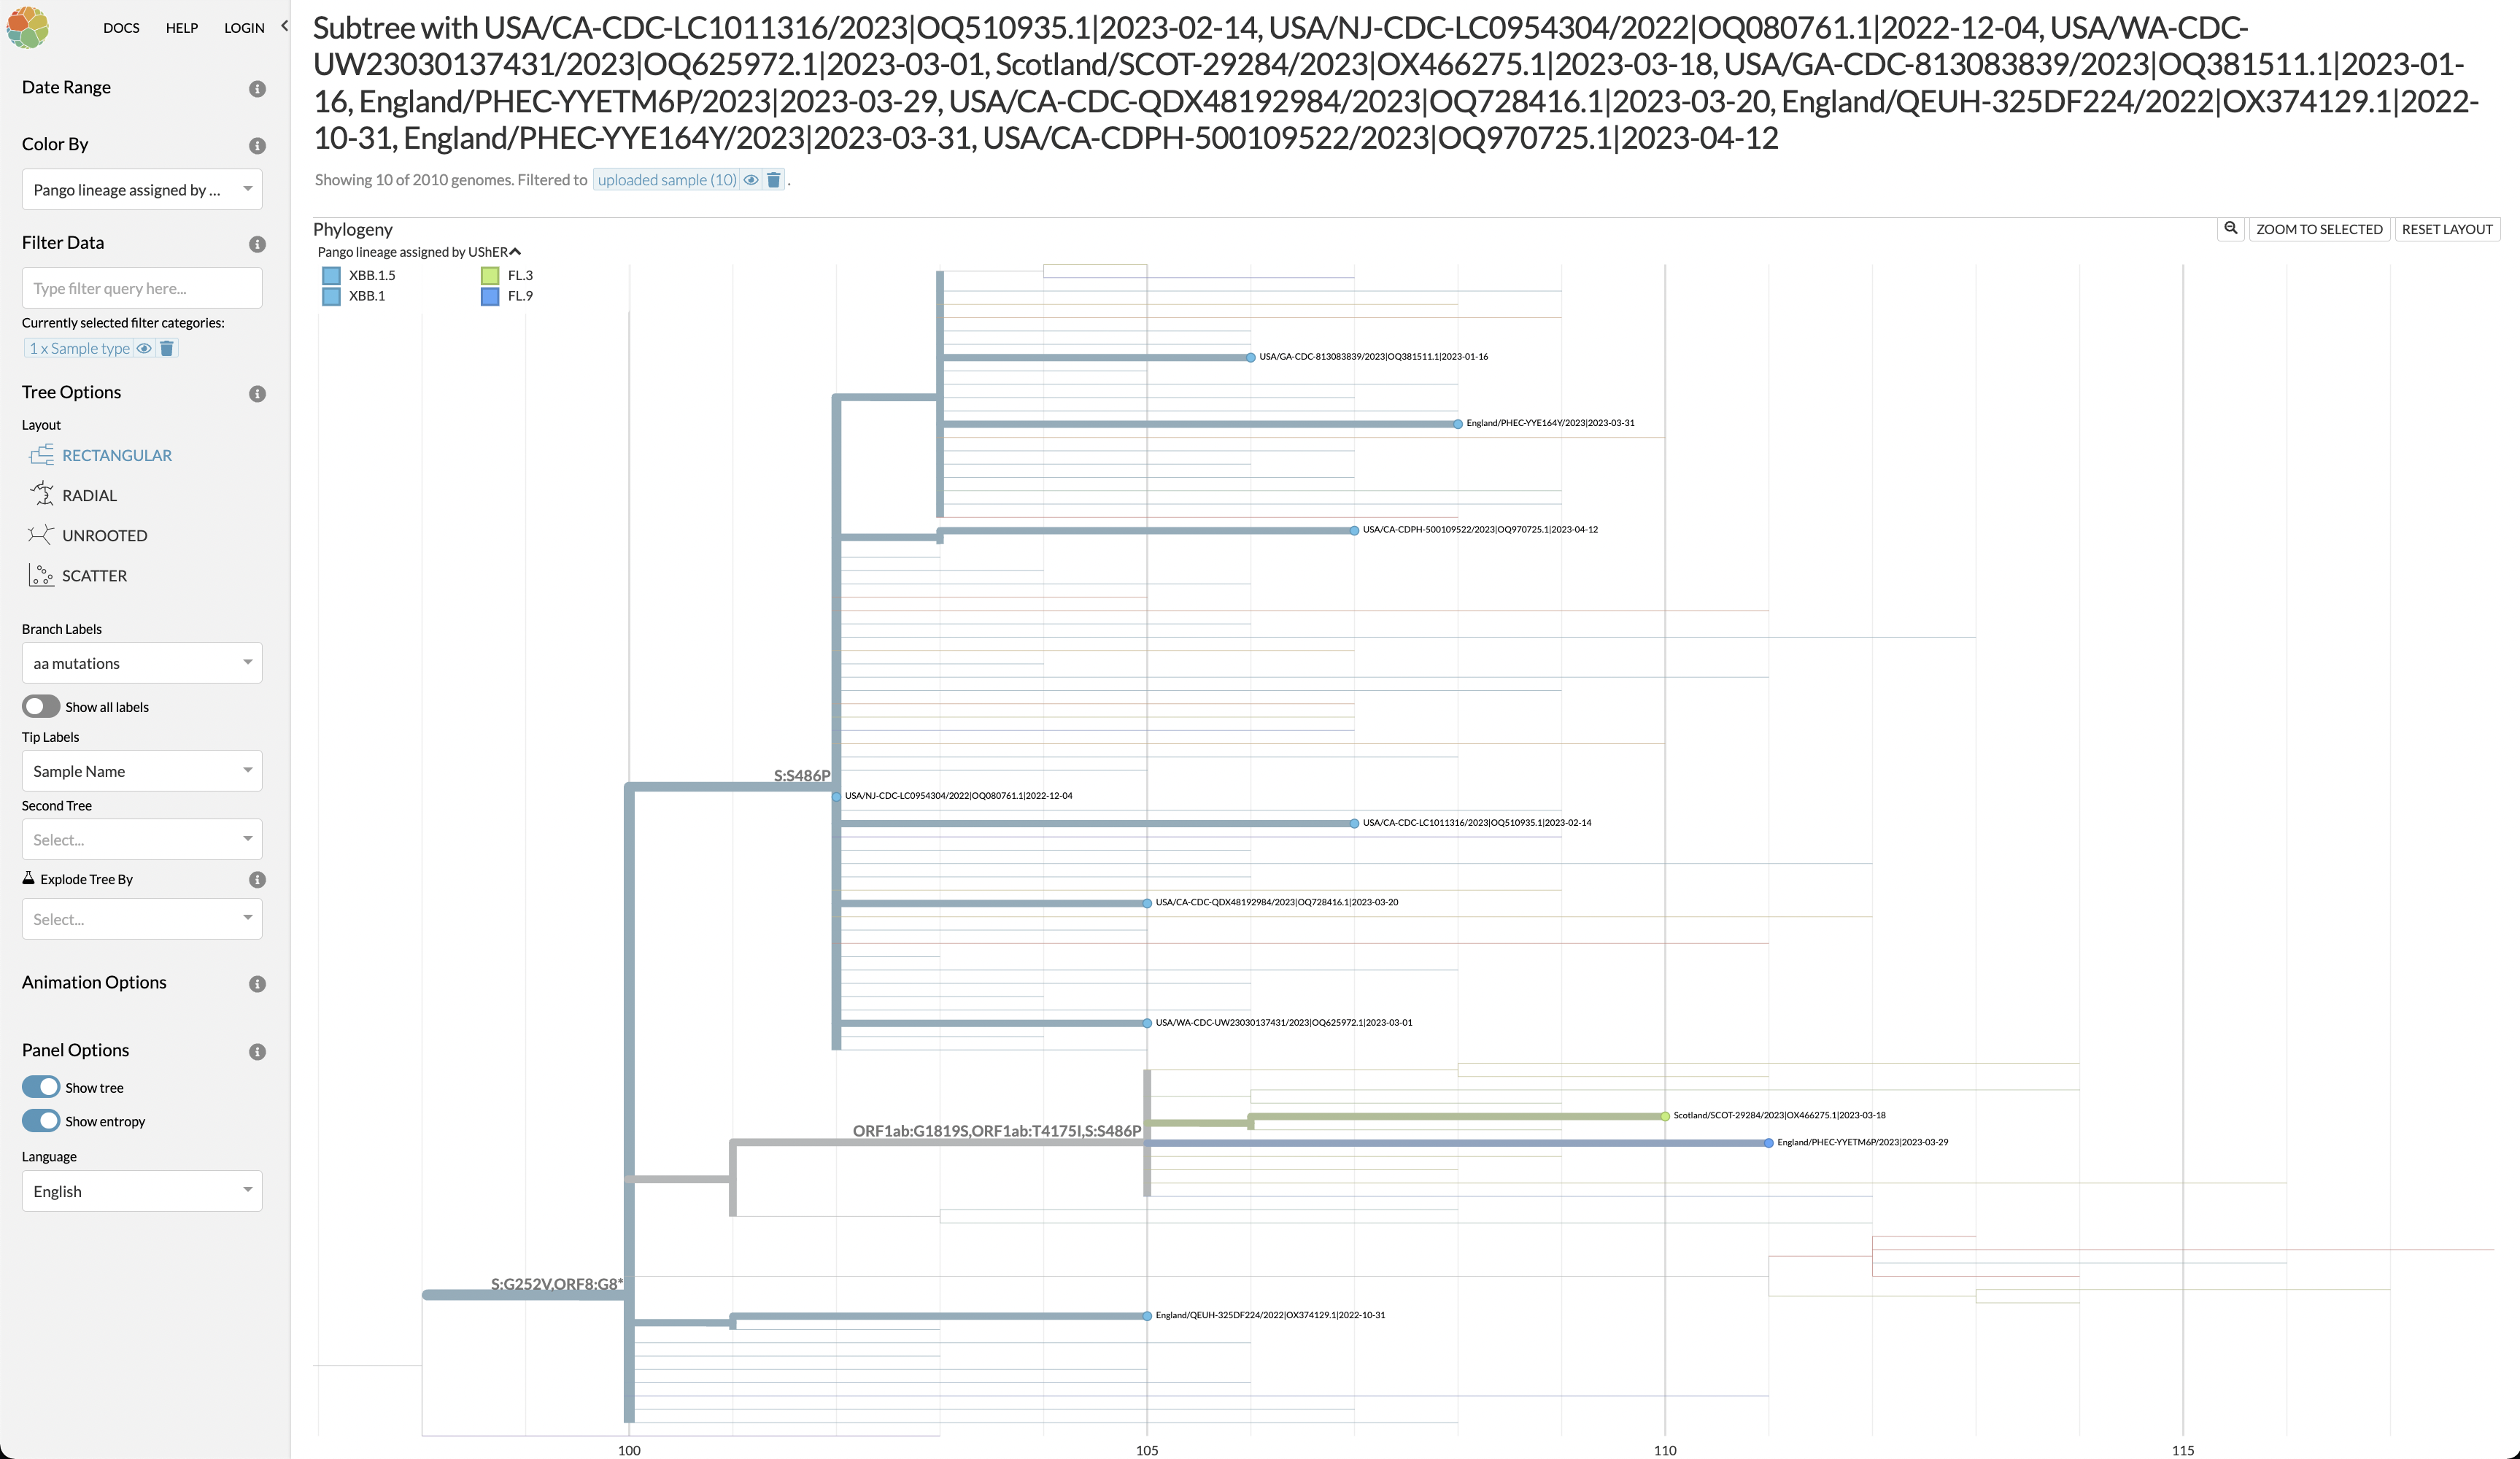 DOCS HELP LOGIN
Date Range
Color By
Pango lineage assigned by ...
Filter Data
Type filter query here...
Currently selected filter categories:
1 x Sample type
Tree Options
Layout
RECTANGULAR
RADIAL
UNROOTED
SCATTER
Branch Labels
aa mutations
Show all labels
Tip Labels
Sample Name
Second Tree
Select...
Explode Tree By
Select...
Animation Options
Panel Options
Show tree
Show entropy
Language
English
Subtree with USA/CA-CDC-LC1011316/2023|OQ510935.1|2023-02-14, USA/NJ-CDC-LC0954304/2022|OQ080761.1|2022-12-04, USA/WA-CDC-
UW23030137431/2023|OQ625972.1|2023-03-01, Scotland/SCOT-29284/2023|OX466275.1|2023-03-18, USA/GA-CDC-813083839/2023|OQ381511.1|2023-01-
16, England/PHEC-YYETM6P/2023|2023-03-29, USA/CA-CDC-QDX48192984/2023|OQ728416.1|2023-03-20, England/QEUH-325DF224/2022|OX374129.1|2022-
10-31, England/PHEC-YYE164Y/2023|2023-03-31, USA/CA-CDPH-500109522/2023|OQ970725.1|2023-04-12
Showing 10 of 2010 genomes. Filtered to uploaded sample (10) .
Phylogeny
ZOOM TO SELECTED RESET LAYOUT
Pango lineage assigned by UShER
XBB.1.5 FL.3
XBB.1 FL.9
USA/GA-CDC-813083839/2023|OQ381511.1|2023-01-16
England/PHEC-YYE164Y/2023|2023-03-31
USA/CA-CDPH-500109522/2023|OQ970725.1|2023-04-12
S:S486P
USA/NJ-CDC-LC0954304/2022|OQ080761.1|2022-12-04
USA/CA-CDC-LC1011316/2023|OQ510935.1|2023-02-14
USA/CA-CDC-QDX48192984/2023|OQ728416.1|2023-03-20
USA/WA-CDC-UW23030137431/2023|OQ625972.1|2023-03-01
Scotland/SCOT-29284/2023|OX466275.1|2023-03-18
ORF1ab:G1819S,ORF1ab:T4175I,S:S486P
England/PHEC-YYETM6P/2023|2023-03-29
S:G252V,ORF8:G8*
England/QEUH-325DF224/2022|OX374129.1|2022-10-31
100 105 110 115